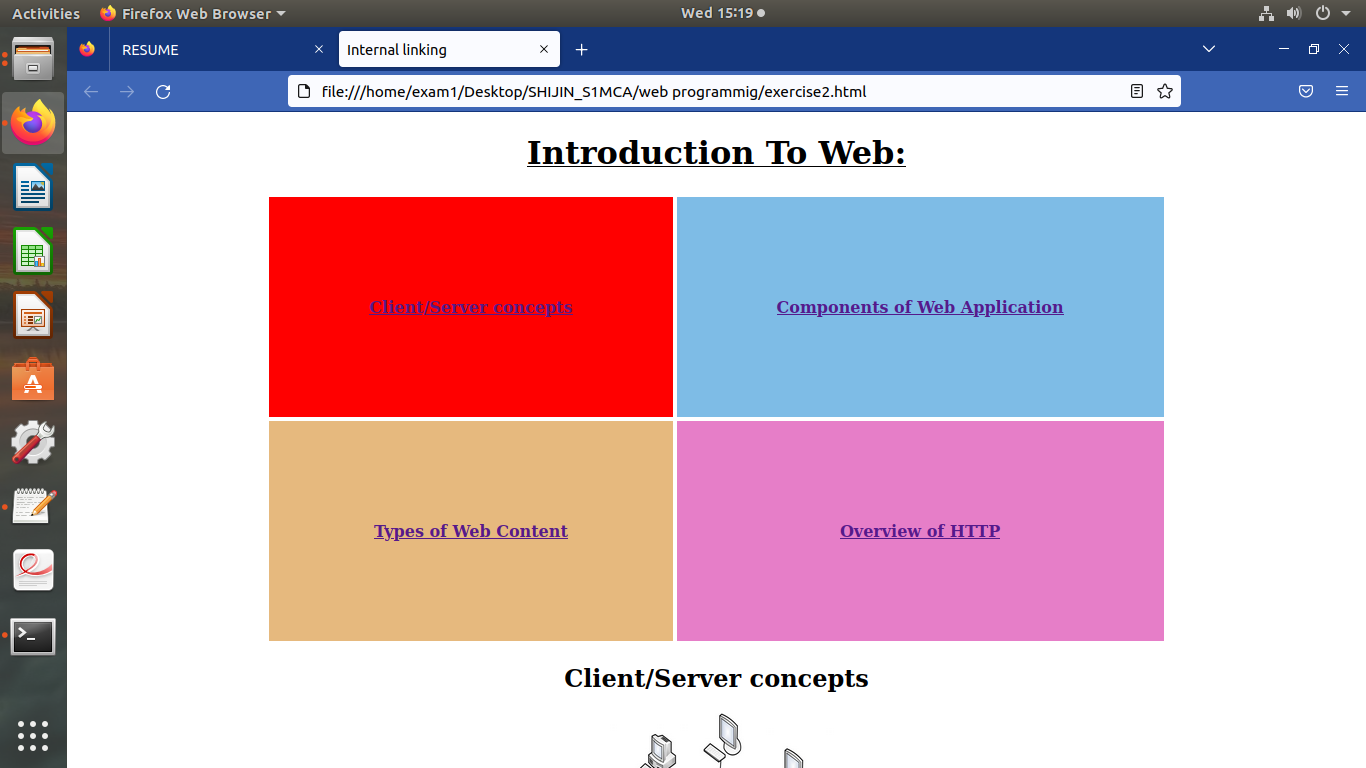 Activities
Firefox Web Browser
Wed 15:19
RESUME
Internal linking
file:///home/exam1/Desktop/SHIJIN_S1MCA/web programmig/exercise2.html
Introduction To Web:
Client/Server concepts
Components of Web Application
Types of Web Content
Overview of HTTP
Client/Server concepts